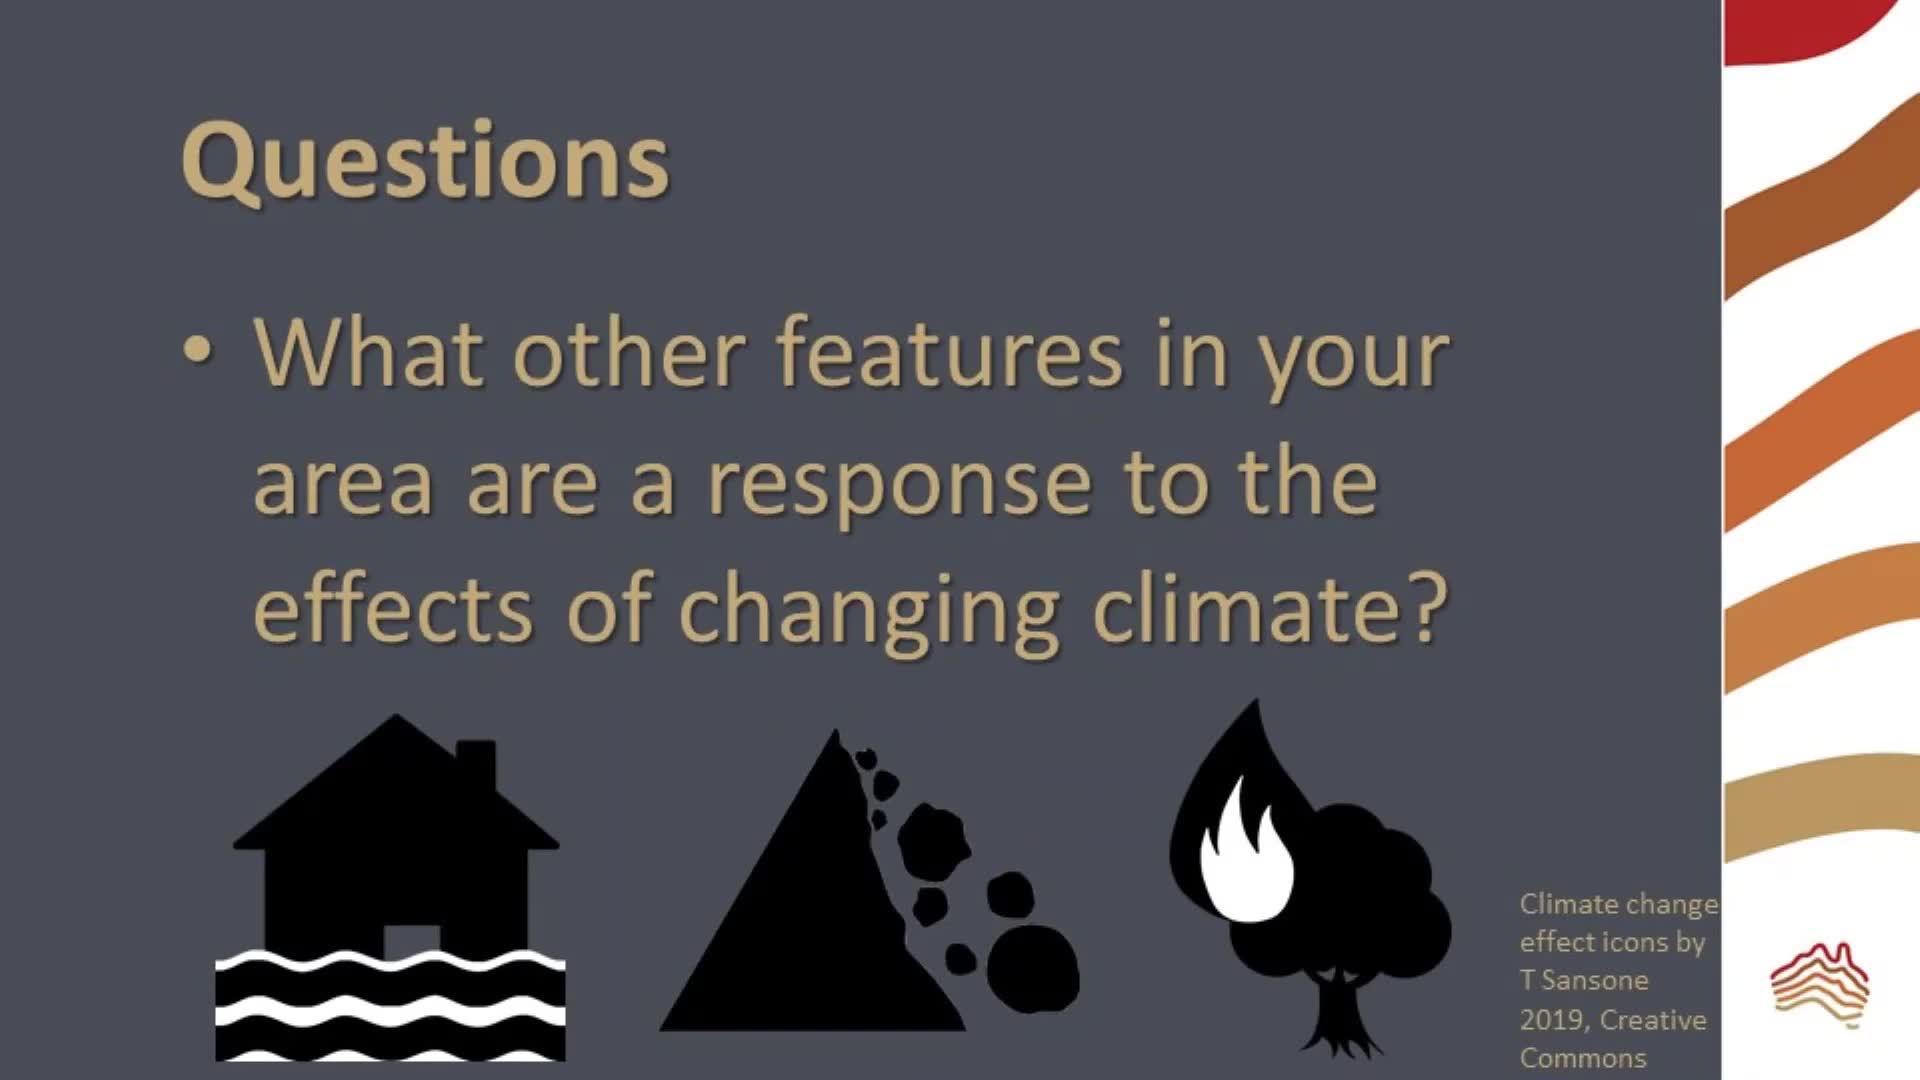 Questions
• What other features in your
area are a response to the
effects of changing climate?
Climate change
effect icons by
T Sansone
2019, Creative
Commons